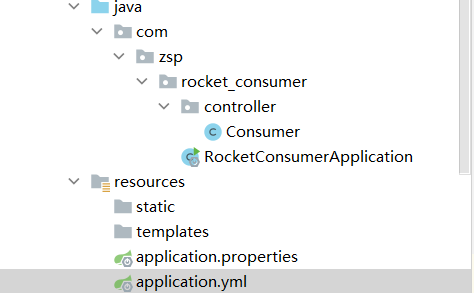 java
com
zsp
rocket_consumer
controller
Consumer
RocketConsumerApplication
resources
static
templates
application.properties
application.yml